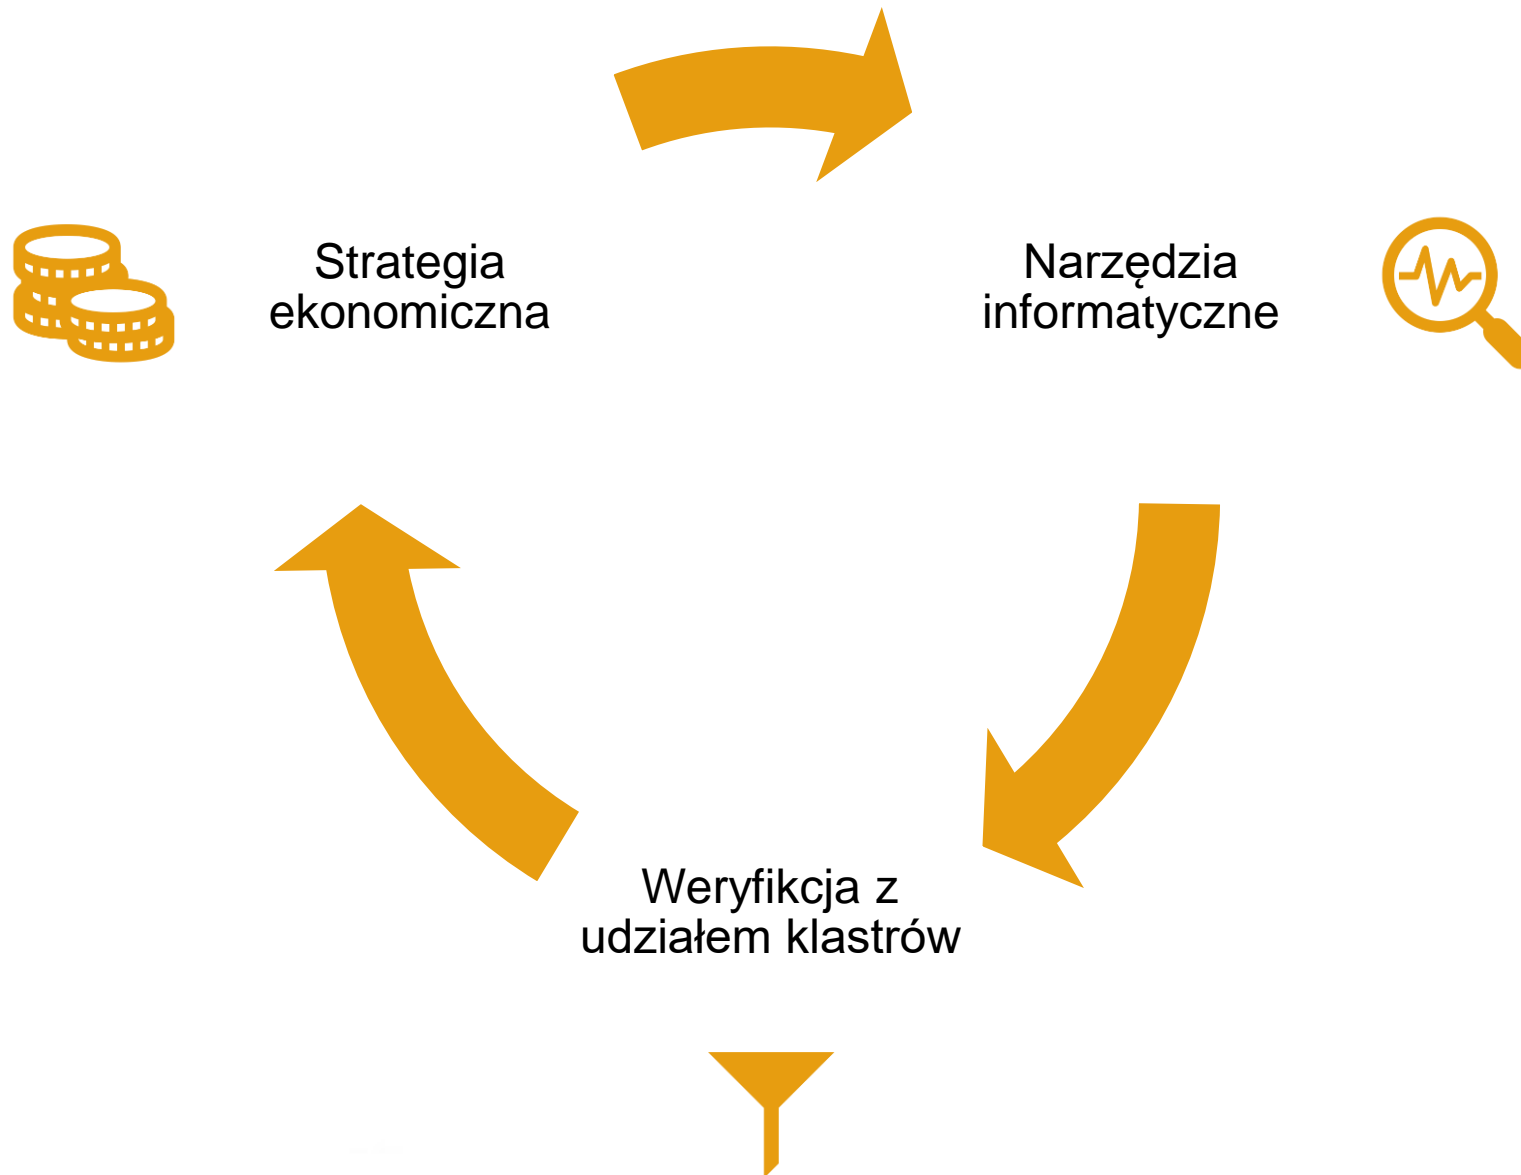 Strategia
ekonomiczna
Narzędzia
informatyczne
Weryfikcja z
udziałem klastrów